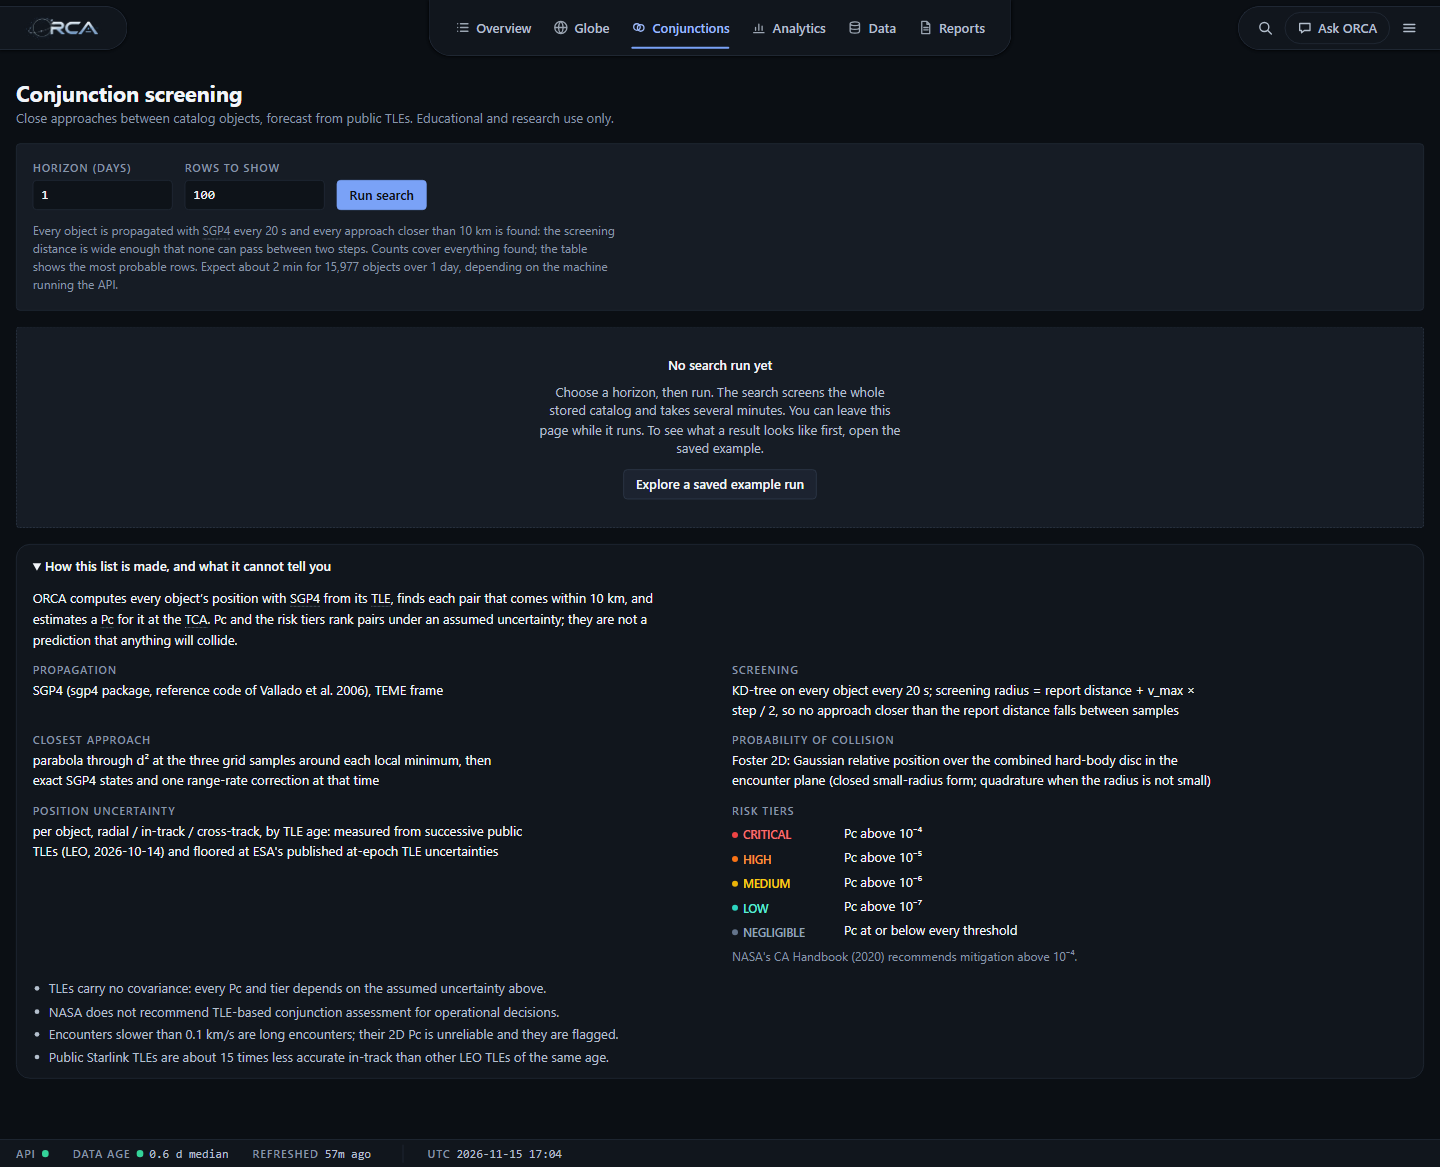 ORCA
Overview
Globe
Conjunctions
Analytics
Data
Reports
Ask ORCA
Conjunction screening
Close approaches between catalog objects, forecast from public TLEs. Educational and research use only.
HORIZON (DAYS)
ROWS TO SHOW
1
100
Run search
Every object is propagated with SGP4 every 20 s and every approach closer than 10 km is found: the screening
distance is wide enough that none can pass between two steps. Counts cover everything found; the table
shows the most probable rows. Expect about 2 min for 15,977 objects over 1 day, depending on the machine
running the API.
No search run yet
Choose a horizon, then run. The search screens the whole
stored catalog and takes several minutes. You can leave this
page while it runs. To see what a result looks like first, open the
saved example.
Explore a saved example run
▼ How this list is made, and what it cannot tell you
ORCA computes every object's position with SGP4 from its TLE, finds each pair that comes within 10 km, and
estimates a Pc for it at the TCA. Pc and the risk tiers rank pairs under an assumed uncertainty; they are not a
prediction that anything will collide.
PROPAGATION
SGP4 (sgp4 package, reference code of Vallado et al. 2006), TEME frame
SCREENING
KD-tree on every object every 20 s; screening radius = report distance + v_max ×
step / 2, so no approach closer than the report distance falls between samples
CLOSEST APPROACH
parabola through d² at the three grid samples around each local minimum, then
exact SGP4 states and one range-rate correction at that time
PROBABILITY OF COLLISION
Foster 2D: Gaussian relative position over the combined hard-body disc in the
encounter plane (closed small-radius form; quadrature when the radius is not small)
POSITION UNCERTAINTY
per object, radial / in-track / cross-track, by TLE age: measured from successive public
TLEs (LEO, 2026-10-14) and floored at ESA's published at-epoch TLE uncertainties
RISK TIERS
CRITICAL Pc above 10⁻⁴
HIGH Pc above 10⁻⁵
MEDIUM Pc above 10⁻⁶
LOW Pc above 10⁻⁷
NEGLIGIBLE Pc at or below every threshold
NASA's CA Handbook (2020) recommends mitigation above 10⁻⁴.
• TLEs carry no covariance: every Pc and tier depends on the assumed uncertainty above.
• NASA does not recommend TLE-based conjunction assessment for operational decisions.
• Encounters slower than 0.1 km/s are long encounters; their 2D Pc is unreliable and they are flagged.
• Public Starlink TLEs are about 15 times less accurate in-track than other LEO TLEs of the same age.
API
DATA AGE 0.6 d median
REFRESHED 57m ago
UTC 2026-11-15 17:04